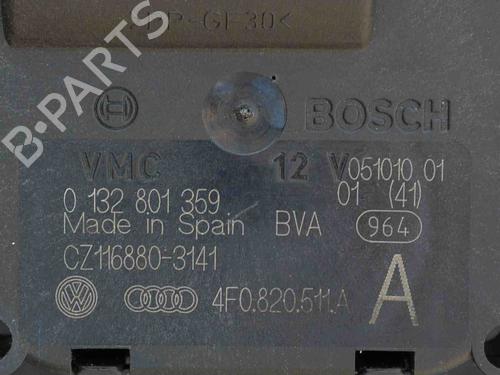 PP-GF30<
B-PARTS
BOSCH
VMC 12 V 051010 01
0 132 801 359 01 (41)
Made in Spain BVA 964
CZ116880-3141
4F0.820.511.A A